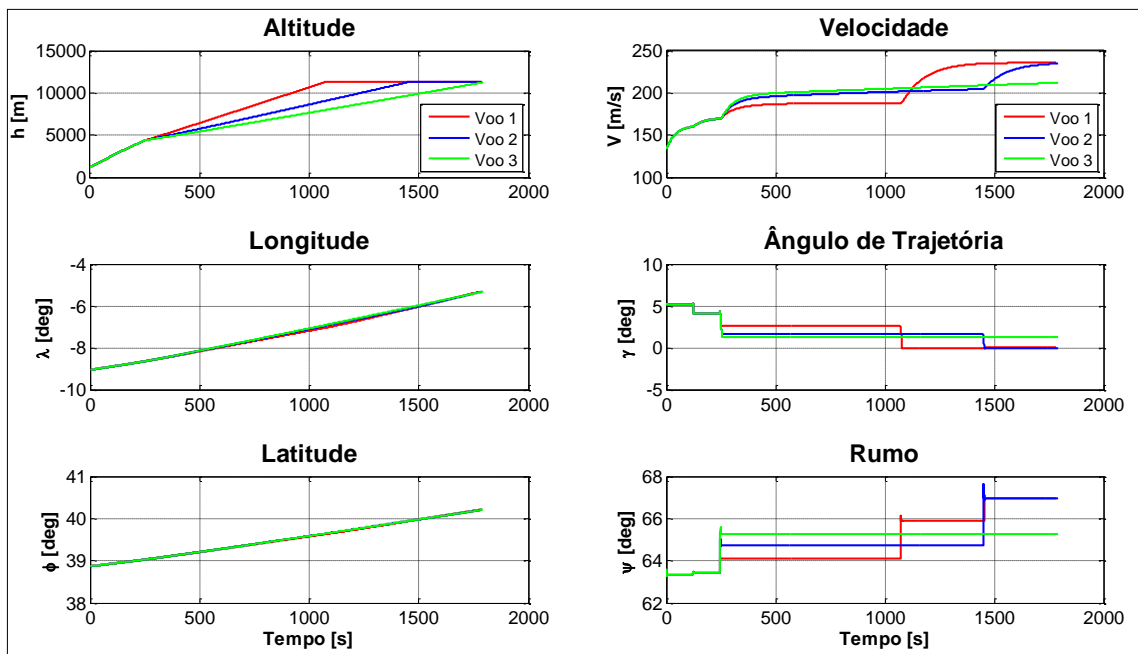 Altitude
h [m]
15000
10000
5000
0
0 500 1000 1500 2000
Voo 1
Voo 2
Voo 3
Velocidade
V [m/s]
250
200
150
100
0 500 1000 1500 2000
Voo 1
Voo 2
Voo 3
Longitude
λ [deg]
-4
-6
-8
-10
0 500 1000 1500 2000
Ângulo de Trajetória
γ [deg]
10
5
0
-5
0 500 1000 1500 2000
Latitude
ϕ [deg]
41
40
39
38
0 500 1000 1500 2000
Tempo [s]
Rumo
ψ [deg]
68
66
64
62
0 500 1000 1500 2000
Tempo [s]